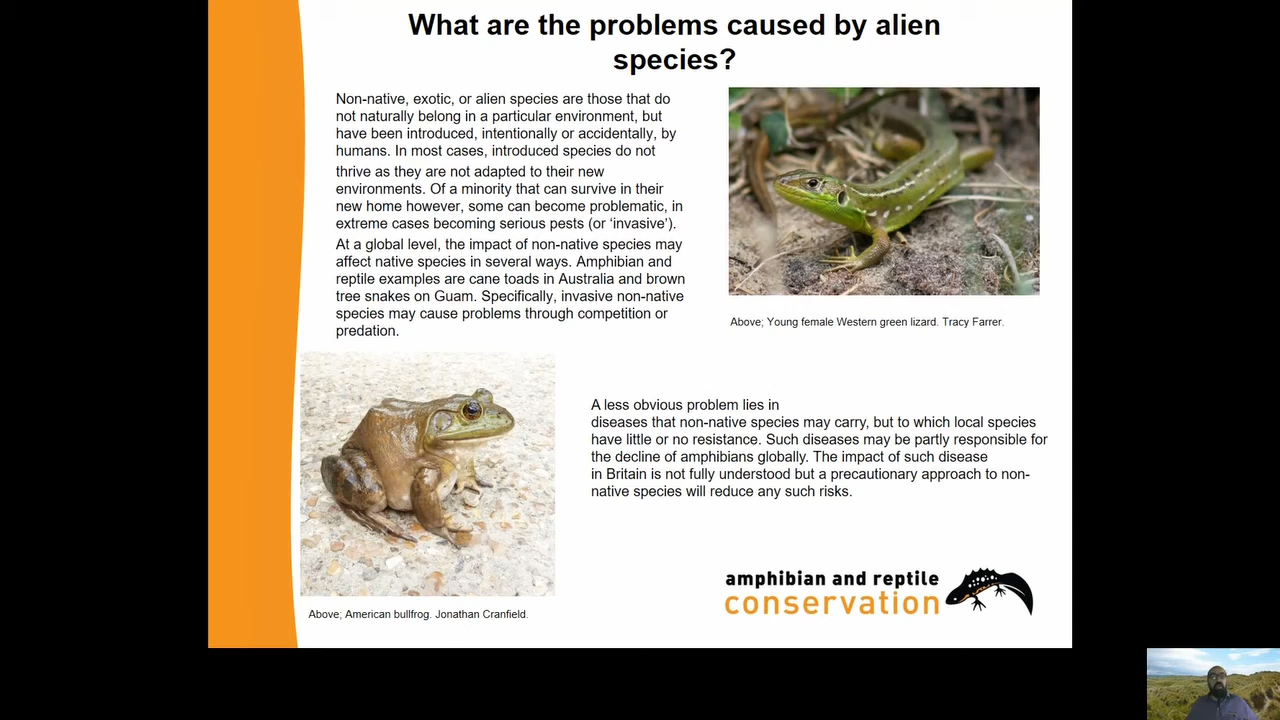 What are the problems caused by alien
species?
Non-native, exotic, or alien species are those that do
not naturally belong in a particular environment, but
have been introduced, intentionally or accidentally, by
humans. In most cases, introduced species do not
thrive as they are not adapted to their new
environments. Of a minority that can survive in their
new home however, some can become problematic, in
extreme cases becoming serious pests (or ‘invasive’).
At a global level, the impact of non-native species may
affect native species in several ways. Amphibian and
reptile examples are cane toads in Australia and brown
tree snakes on Guam. Specifically, invasive non-native
species may cause problems through competition or
predation.
Above; Young female Western green lizard. Tracy Farrer.
A less obvious problem lies in
diseases that non-native species may carry, but to which local species
have little or no resistance. Such diseases may be partly responsible for
the decline of amphibians globally. The impact of such disease
in Britain is not fully understood but a precautionary approach to non-
native species will reduce any such risks.
Above; American bullfrog. Jonathan Cranfield.
amphibian and reptile
conservation